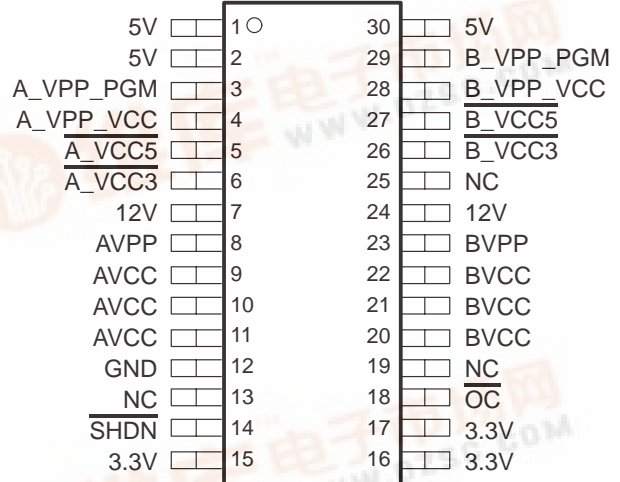 5V 1 30 5V
5V 2 29 B_VPP_PGM
A_VPP_PGM 3 28 B_VPP_VCC
A_VPP_VCC 4 27 B_VCC5
A_VCC5 5 26 B_VCC3
A_VCC3 6 25 NC
12V 7 24 12V
AVPP 8 23 BVPP
AVCC 9 22 BVCC
AVCC 10 21 BVCC
AVCC 11 20 BVCC
GND 12 19 NC
NC 13 18 OC
SHDN 14 17 3.3V
3.3V 15 16 3.3V